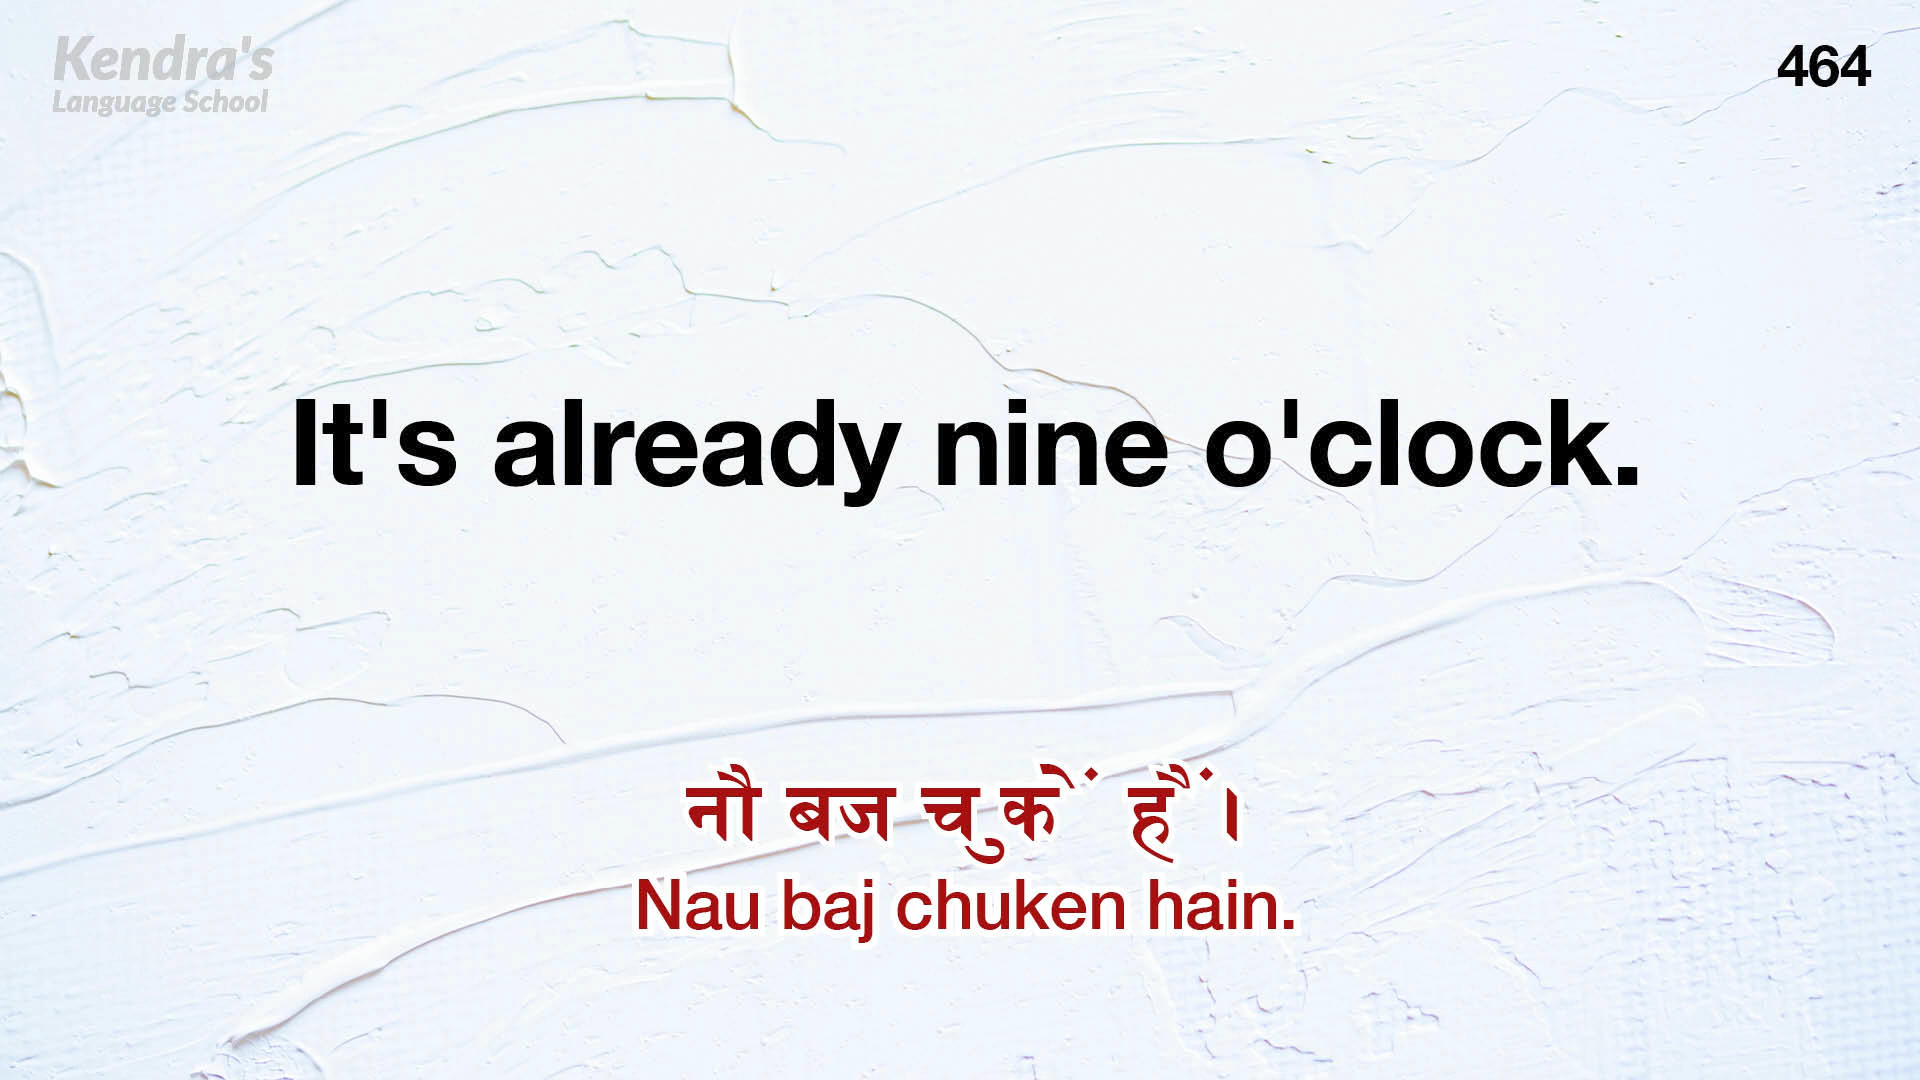 Kendra's
Language School
464
It's already nine o'clock.
नौ बज चुकें हैं।
Nau baj chuken hain.